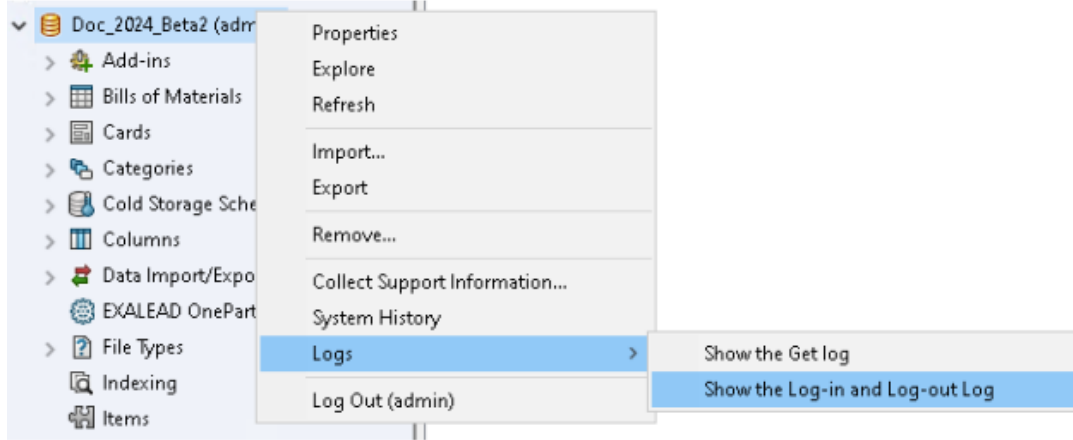 Doc_2024_Beta2 (adm
Add-ins
Bills of Materials
Cards
Categories
Cold Storage Sche
Columns
Data Import/Expo
EXALEAD OnePart
File Types
Indexing
Items
Properties
Explore
Refresh
Import...
Export
Remove...
Collect Support Information...
System History
Logs
Log Out (admin)
Show the Get log
Show the Log-in and Log-out Log